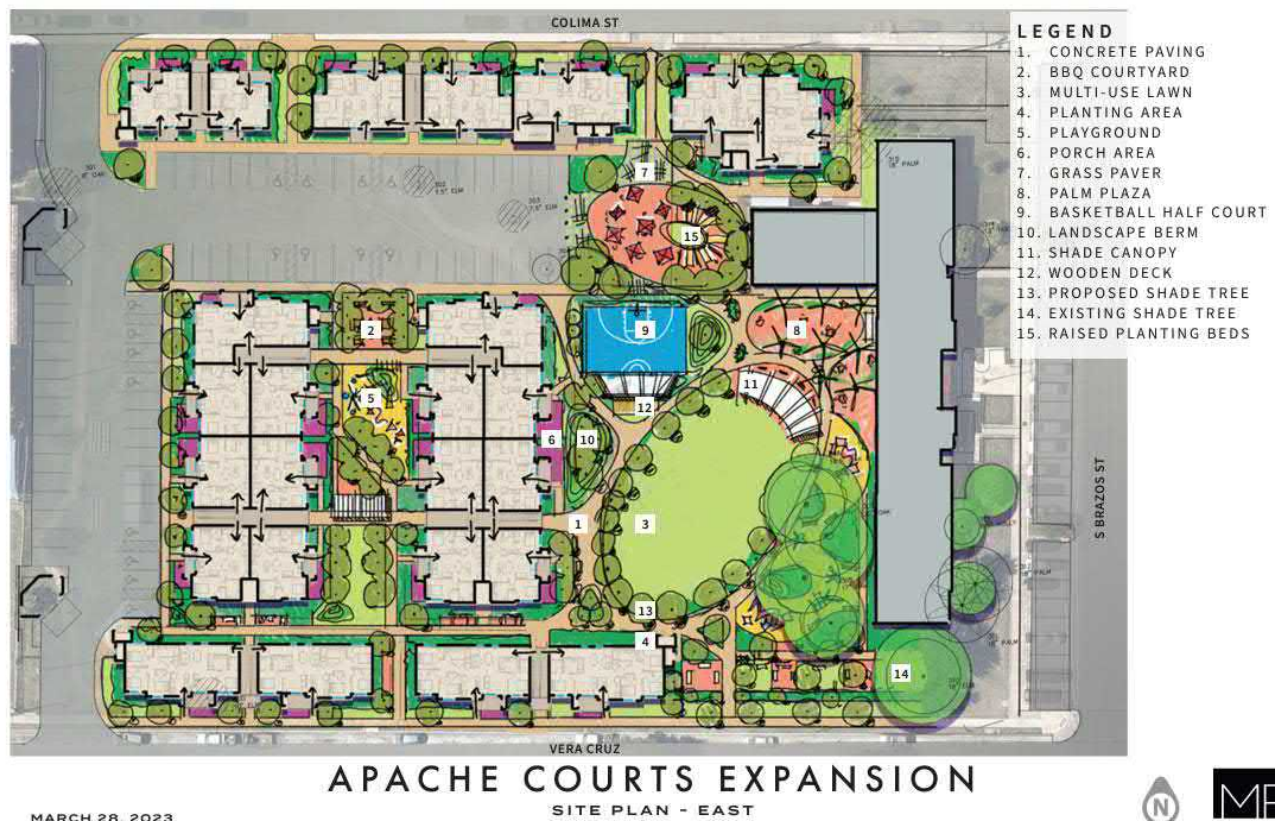 COLIMA ST
LEGEND
1. CONCRETE PAVING
2. BBQ COURTYARD
3. MULTI-USE LAWN
4. PLANTING AREA
5. PLAYGROUND
6. PORCH AREA
7. GRASS PAVER
8. PALM PLAZA
9. BASKETBALL HALF COURT
10. LANDSCAPE BERM
11. SHADE CANOPY
12. WOODEN DECK
13. PROPOSED SHADE TREE
14. EXISTING SHADE TREE
15. RAISED PLANTING BEDS
7
15
2
9
8
5
11
12
6
10
1
3
13
4
14
S BRAZOS ST
VERA CRUZ
APACHE COURTS EXPANSION
SITE PLAN - EAST
MARCH 28, 2023
N